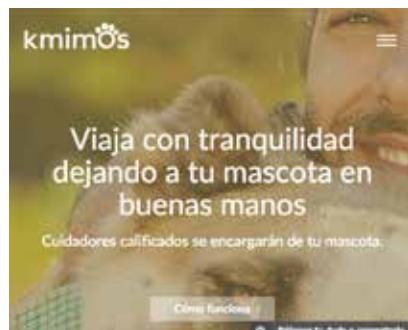 kmimos
Viaja con tranquilidad
dejando a tu mascota en
buenas manos
Cuidadores calificados se encargarán de tu mascota.
Cómo funciona